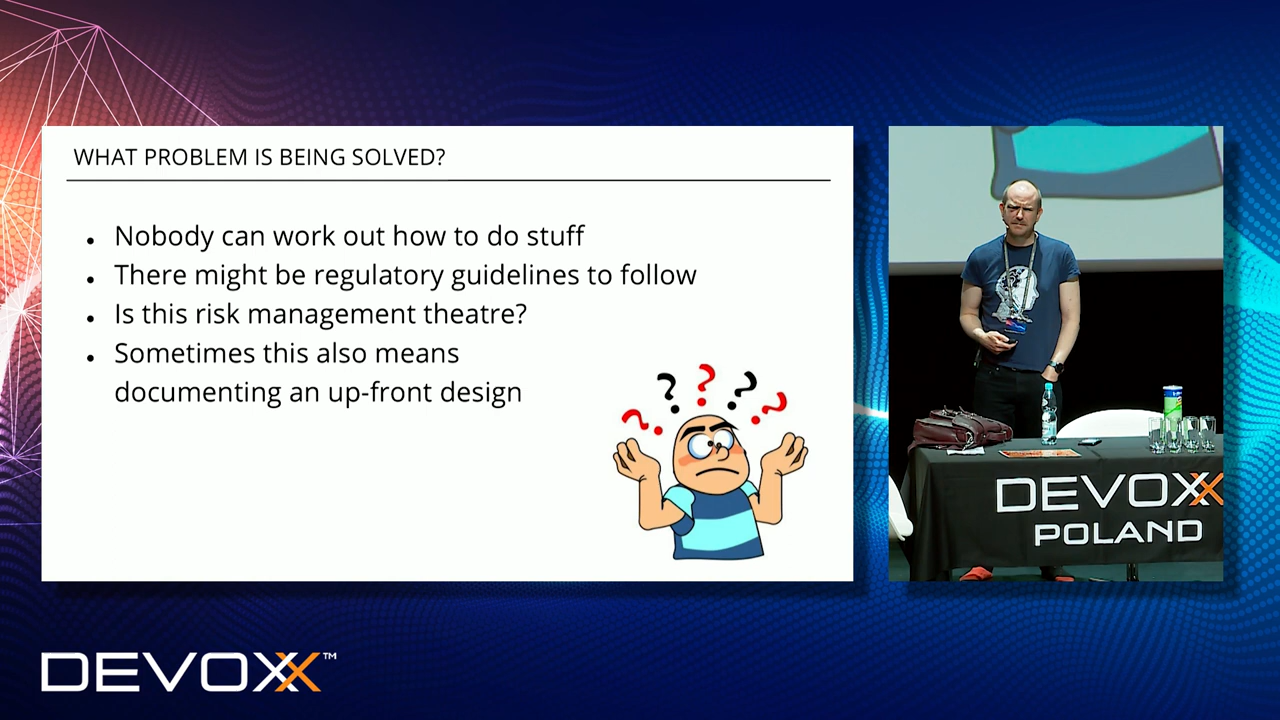 WHAT PROBLEM IS BEING SOLVED?
Nobody can work out how to do stuff
There might be regulatory guidelines to follow
Is this risk management theatre?
Sometimes this also means
documenting an up-front design
? ? ? ? ?
DEVOXX
POLAND
DEVOXX™